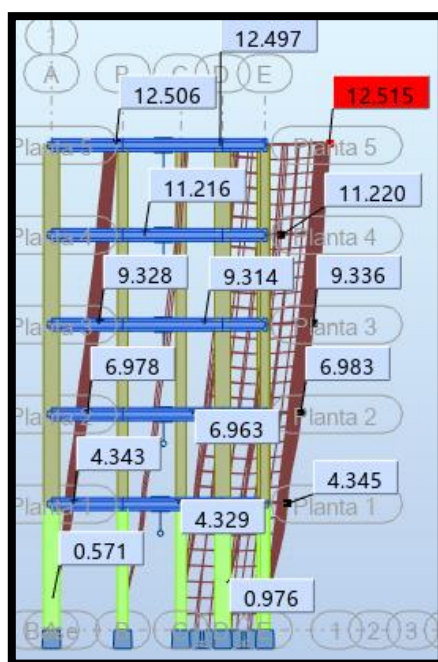 1
A B C D E
12.497
12.506
12.515
Planta 5 Planta 5
11.216
11.220
Planta 4 Planta 4
9.328
9.314
9.336
Planta 3 Planta 3
6.978
6.983
Planta 2 Planta 2
6.963
4.343
4.345
Planta 1 Planta 1
4.329
0.571
0.976
Base B C D E 1 2 3